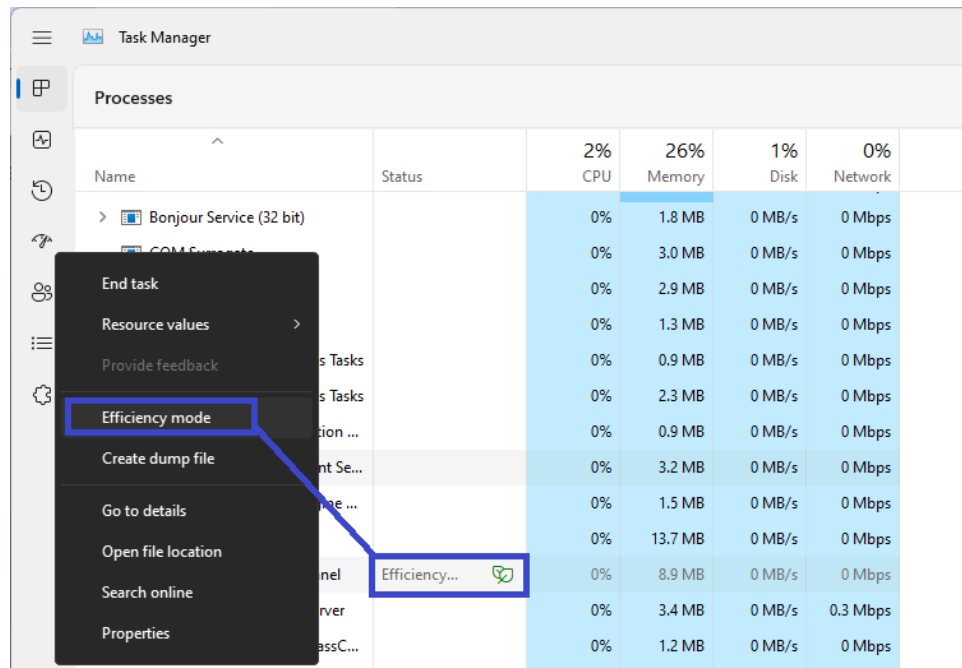 Task Manager
Processes
2% 26% 1% 0%
Name Status CPU Memory Disk Network
Bonjour Service (32 bit) 0% 1.8 MB 0 MB/s 0 Mbps
COM Surrogate 0% 3.0 MB 0 MB/s 0 Mbps
End task 0% 2.9 MB 0 MB/s 0 Mbps
Resource values 0% 1.3 MB 0 MB/s 0 Mbps
Provide feedback s Tasks 0% 0.9 MB 0 MB/s 0 Mbps
s Tasks 0% 2.3 MB 0 MB/s 0 Mbps
Efficiency mode tion ... 0% 0.9 MB 0 MB/s 0 Mbps
Create dump file nt Se... 0% 3.2 MB 0 MB/s 0 Mbps
Go to details ... 0% 1.5 MB 0 MB/s 0 Mbps
Open file location 0% 13.7 MB 0 MB/s 0 Mbps
nel Efficiency... 0% 8.9 MB 0 MB/s 0 Mbps
Search online rver 0% 3.4 MB 0 MB/s 0.3 Mbps
Properties assC... 0% 1.2 MB 0 MB/s 0 Mbps